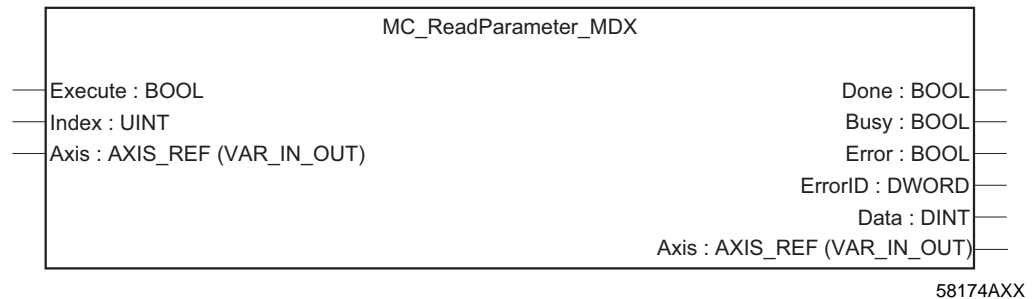 MC_ReadParameter_MDX
Execute : BOOL
Index : UINT
Axis : AXIS_REF (VAR_IN_OUT)
Done : BOOL
Busy : BOOL
Error : BOOL
ErrorID : DWORD
Data : DINT
Axis : AXIS_REF (VAR_IN_OUT)
58174AXX